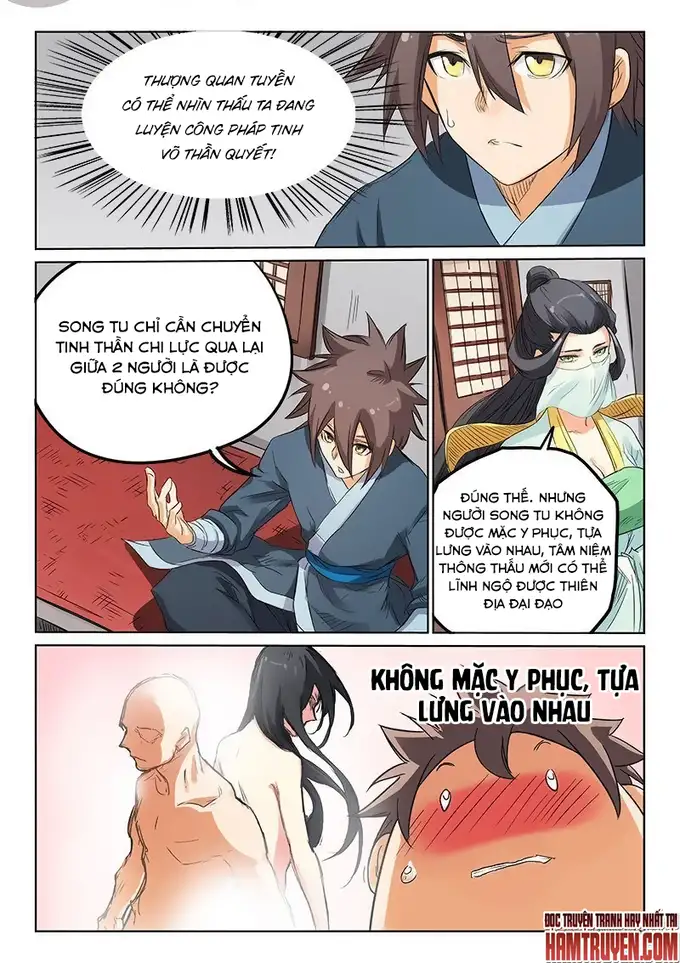 THƯỢNG QUAN TUYỀN
CÓ THỂ NHÌN THẤU TA ĐANG
LUYỆN CÔNG PHÁP TINH
VÕ THẦN QUYẾT!
SONG TU CHỈ CẦN CHUYỂN
TINH THẦN CHI LỰC QUA LẠI
GIỮA 2 NGƯỜI LÀ ĐƯỢC
ĐÚNG KHÔNG?
ĐÚNG THẾ. NHƯNG
NGƯỜI SONG TU KHÔNG
ĐƯỢC MẶC Y PHỤC, TỰA
LƯNG VÀO NHAU, TÂM NIỆM
THÔNG THẤU MỚI CÓ THỂ
LĨNH NGỘ ĐƯỢC THIÊN
ĐỊA ĐẠI ĐẠO
KHÔNG MẶC Y PHỤC, TỰA
LƯNG VÀO NHAU
ĐỌC TRUYỆN TRANH HAY NHẤT TẠI
HAMTRUYEN.COM